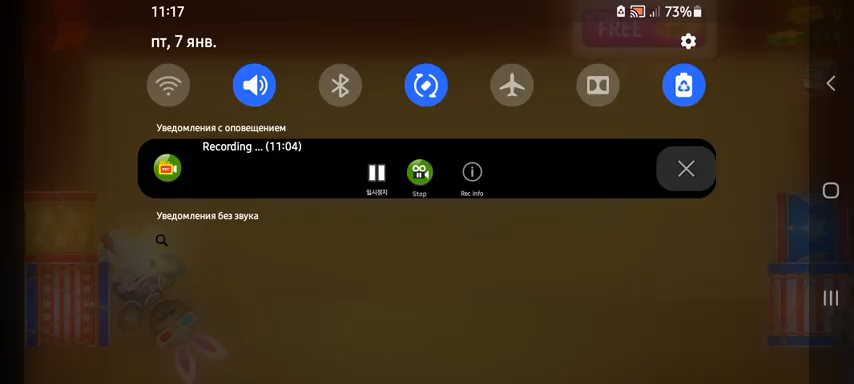 11:17
73%
пт, 7 янв.
FREE
Уведомления с оповещением
Recording ... (11:04)
일시정지
Stop
Rec Info
Уведомления без звука